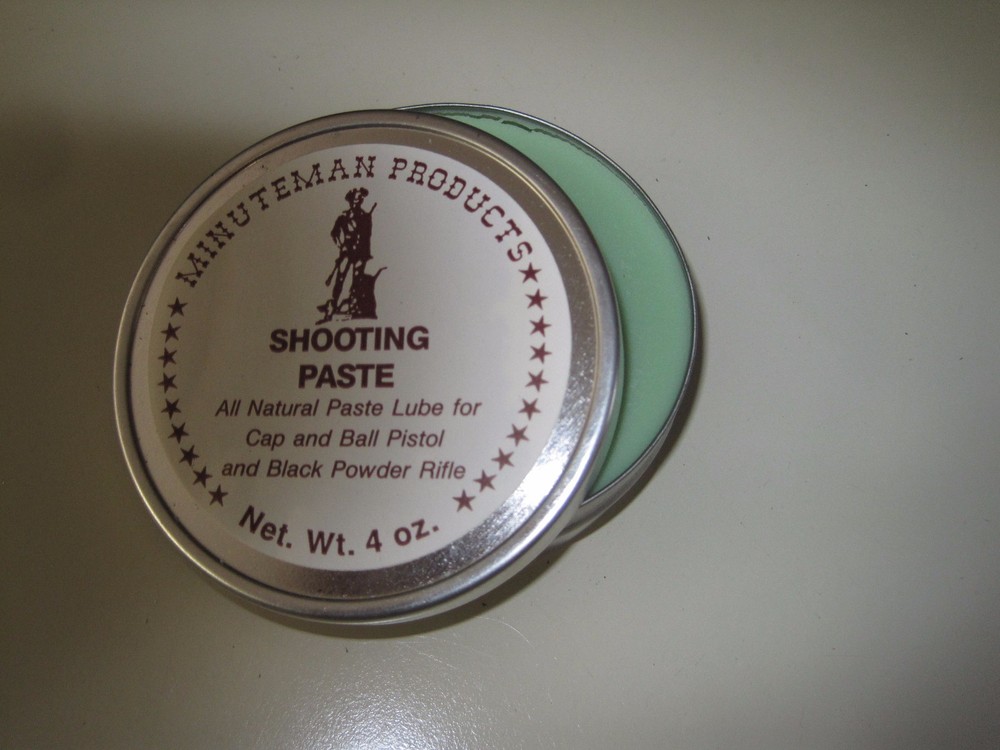 MINUTEMAN PRODUCTS
SHOOTING
PASTE
All Natural Paste Lube for
Cap and Ball Pistol
and Black Powder Rifle
Net. Wt. 4 oz.